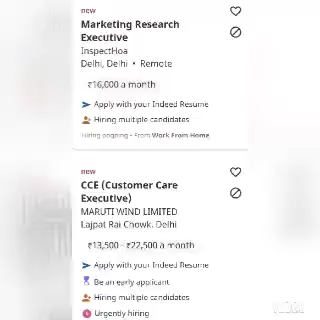 new
Marketing Research
Executive
InspectHoa
Delhi, Delhi • Remote
₹16,000 a month
Apply with your Indeed Resume
Hiring multiple candidates
Hiring ongoing • From Work From Home
new
CCE (Customer Care
Executive)
MARUTI WIND LIMITED
Lajpat Rai Chowk, Delhi
₹13,500 - ₹22,500 a month
Apply with your Indeed Resume
Be an early applicant
Hiring multiple candidates
Urgently hiring